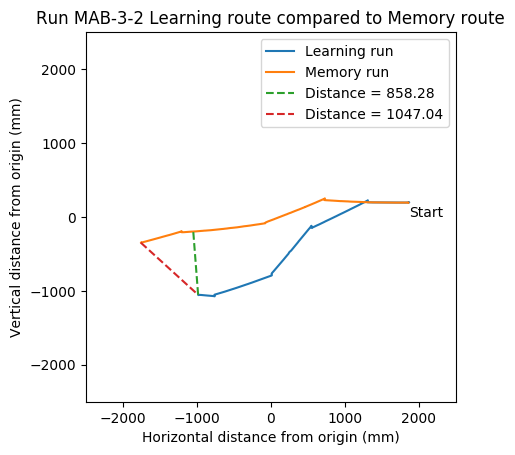 Run MAB-3-2 Learning route compared to Memory route
Learning run
Memory run
Distance = 858.28
Distance = 1047.04
Start
Vertical distance from origin (mm)
2000
1000
0
−1000
−2000
−2000
−1000
0
1000
2000
Horizontal distance from origin (mm)